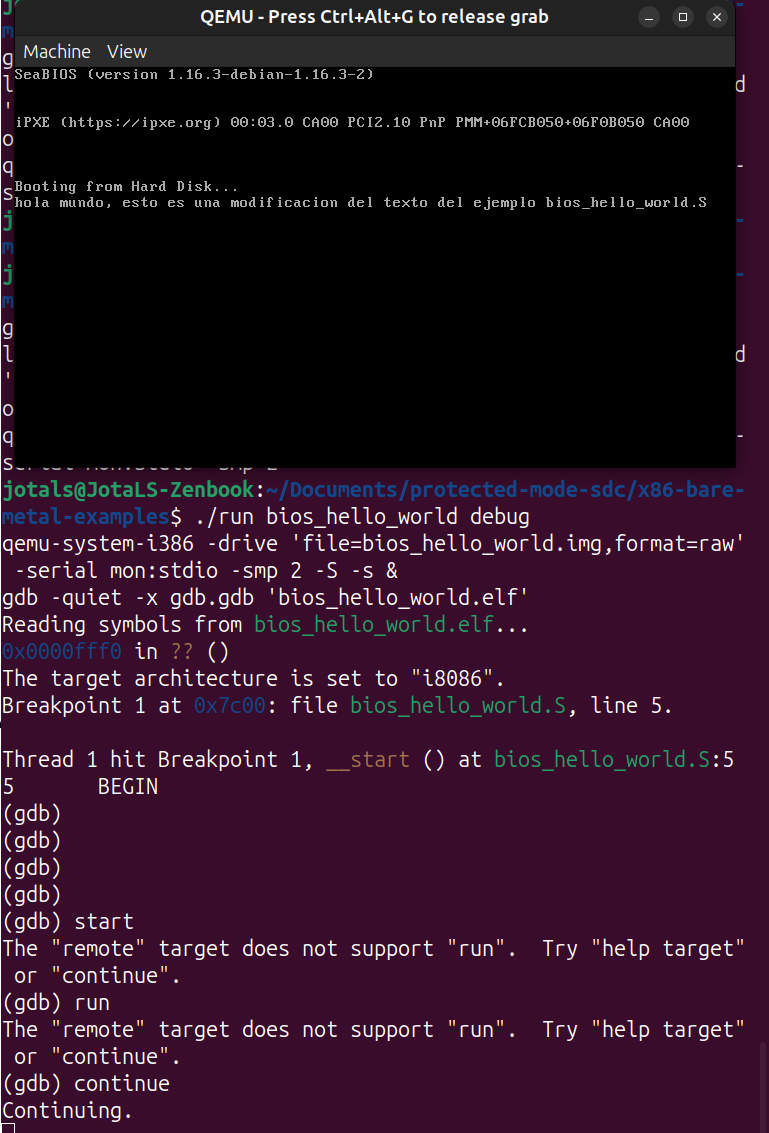 QEMU - Press Ctrl+Alt+G to release grab
Machine View
SeaBIOS (version 1.16.3-debian-1.16.3-2)
iPXE (https://ipxe.org) 00:03.0 CA00 PCI2.10 PnP PMM+06FCB050+06F0B050 CA00
Booting from Hard Disk...
hola mundo, esto es una modificacion del texto del ejemplo bios_hello_world.S
jotals@JotaLS-Zenbook:~/Documents/protected-mode-sdc/x86-bare-
metal-examples$ ./run bios_hello_world debug
qemu-system-i386 -drive 'file=bios_hello_world.img,format=raw'
-serial mon:stdio -smp 2 -S -s &
gdb -quiet -x gdb.gdb 'bios_hello_world.elf'
Reading symbols from bios_hello_world.elf...
0x0000fff0 in ?? ()
The target architecture is set to "i8086".
Breakpoint 1 at 0x7c00: file bios_hello_world.S, line 5.
Thread 1 hit Breakpoint 1, __start () at bios_hello_world.S:5
5 BEGIN
(gdb)
(gdb)
(gdb)
(gdb)
(gdb) start
The "remote" target does not support "run".  Try "help target"
or "continue".
(gdb) run
The "remote" target does not support "run".  Try "help target"
or "continue".
(gdb) continue
Continuing.